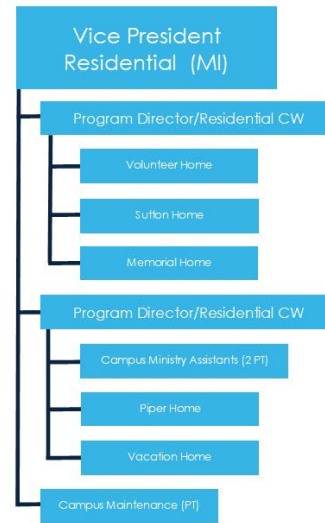 Vice President
Residential (MI)
Program Director/Residential CW
Volunteer Home
Sutton Home
Memorial Home
Program Director/Residential CW
Campus Ministry Assistants (2 PT)
Piper Home
Vacation Home
Campus Maintenance (PT)